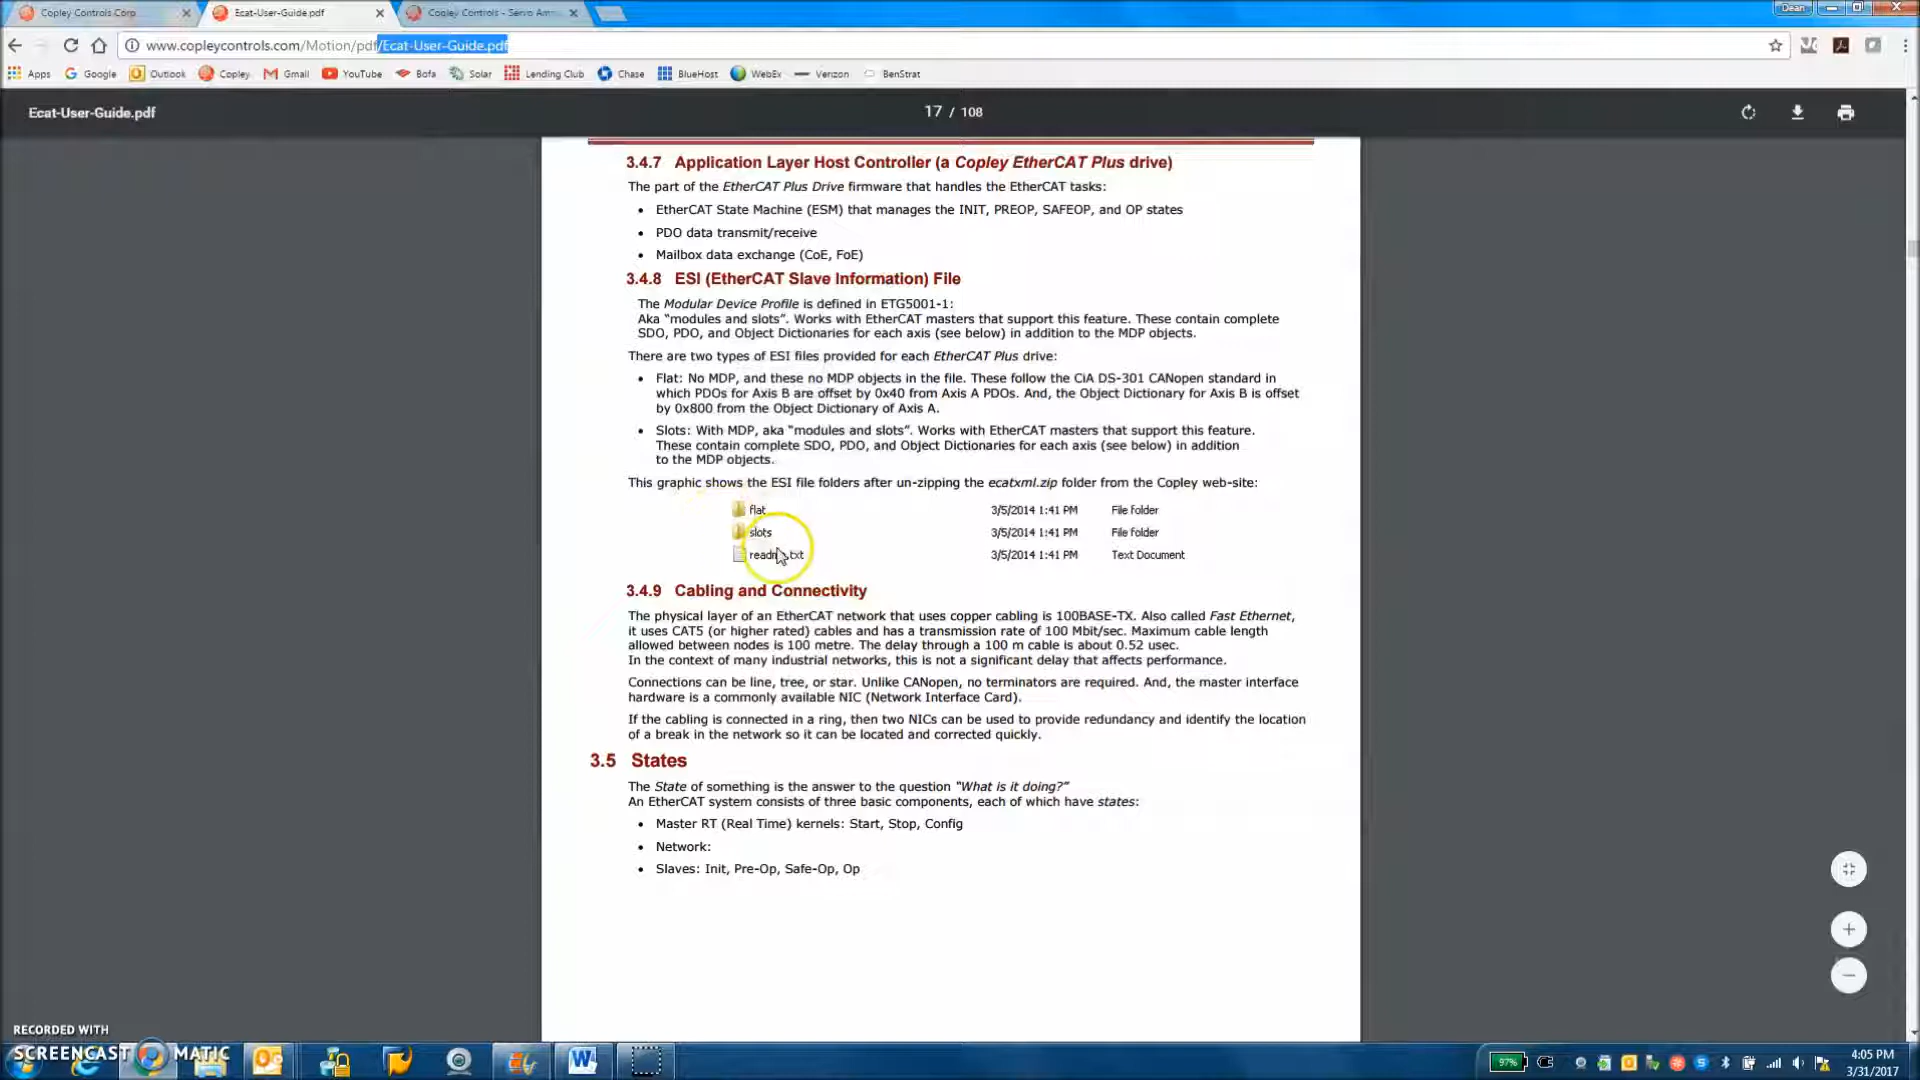 Copley Controls Corp
Ecat-User-Guide.pdf
Copley Controls - Servo Am
Dean
www.copleycontrols.com/Motion/pdf/Ecat-User-Guide.pdf
Apps Google Outlook Copley Gmail YouTube Bofa Solar Lending Club Chase BlueHost WebEx Verizon BenStrat
Ecat-User-Guide.pdf
17 / 108
3.4.7 Application Layer Host Controller (a Copley EtherCAT Plus drive)
The part of the EtherCAT Plus Drive firmware that handles the EtherCAT tasks:
• EtherCAT State Machine (ESM) that manages the INIT, PREOP, SAFEOP, and OP states
• PDO data transmit/receive
• Mailbox data exchange (CoE, FoE)
3.4.8 ESI (EtherCAT Slave Information) File
The Modular Device Profile is defined in ETG5001-1:
Aka “modules and slots”. Works with EtherCAT masters that support this feature. These contain complete
SDO, PDO, and Object Dictionaries for each axis (see below) in addition to the MDP objects.
There are two types of ESI files provided for each EtherCAT Plus drive:
• Flat: No MDP, and these no MDP objects in the file. These follow the CiA DS-301 CANopen standard in
which PDOs for Axis B are offset by 0x40 from Axis A PDOs. And, the Object Dictionary for Axis B is offset
by 0x800 from the Object Dictionary of Axis A.
• Slots: With MDP, aka “modules and slots”. Works with EtherCAT masters that support this feature.
These contain complete SDO, PDO, and Object Dictionaries for each axis (see below) in addition
to the MDP objects.
This graphic shows the ESI file folders after un-zipping the ecatxml.zip folder from the Copley web-site:
flat 3/5/2014 1:41 PM File folder
slots 3/5/2014 1:41 PM File folder
readme.txt 3/5/2014 1:41 PM Text Document
3.4.9 Cabling and Connectivity
The physical layer of an EtherCAT network that uses copper cabling is 100BASE-TX. Also called Fast Ethernet,
it uses CAT5 (or higher rated) cables and has a transmission rate of 100 Mbit/sec. Maximum cable length
allowed between nodes is 100 metre. The delay through a 100 m cable is about 0.52 usec.
In the context of many industrial networks, this is not a significant delay that affects performance.
Connections can be line, tree, or star. Unlike CANopen, no terminators are required. And, the master interface
hardware is a commonly available NIC (Network Interface Card).
If the cabling is connected in a ring, then two NICs can be used to provide redundancy and identify the location
of a break in the network so it can be located and corrected quickly.
3.5 States
The State of something is the answer to the question “What is it doing?”
An EtherCAT system consists of three basic components, each of which have states:
• Master RT (Real Time) kernels: Start, Stop, Config
• Network:
• Slaves: Init, Pre-Op, Safe-Op, Op
RECORDED WITH
SCREENCAST MATIC
97%
4:05 PM
3/31/2017